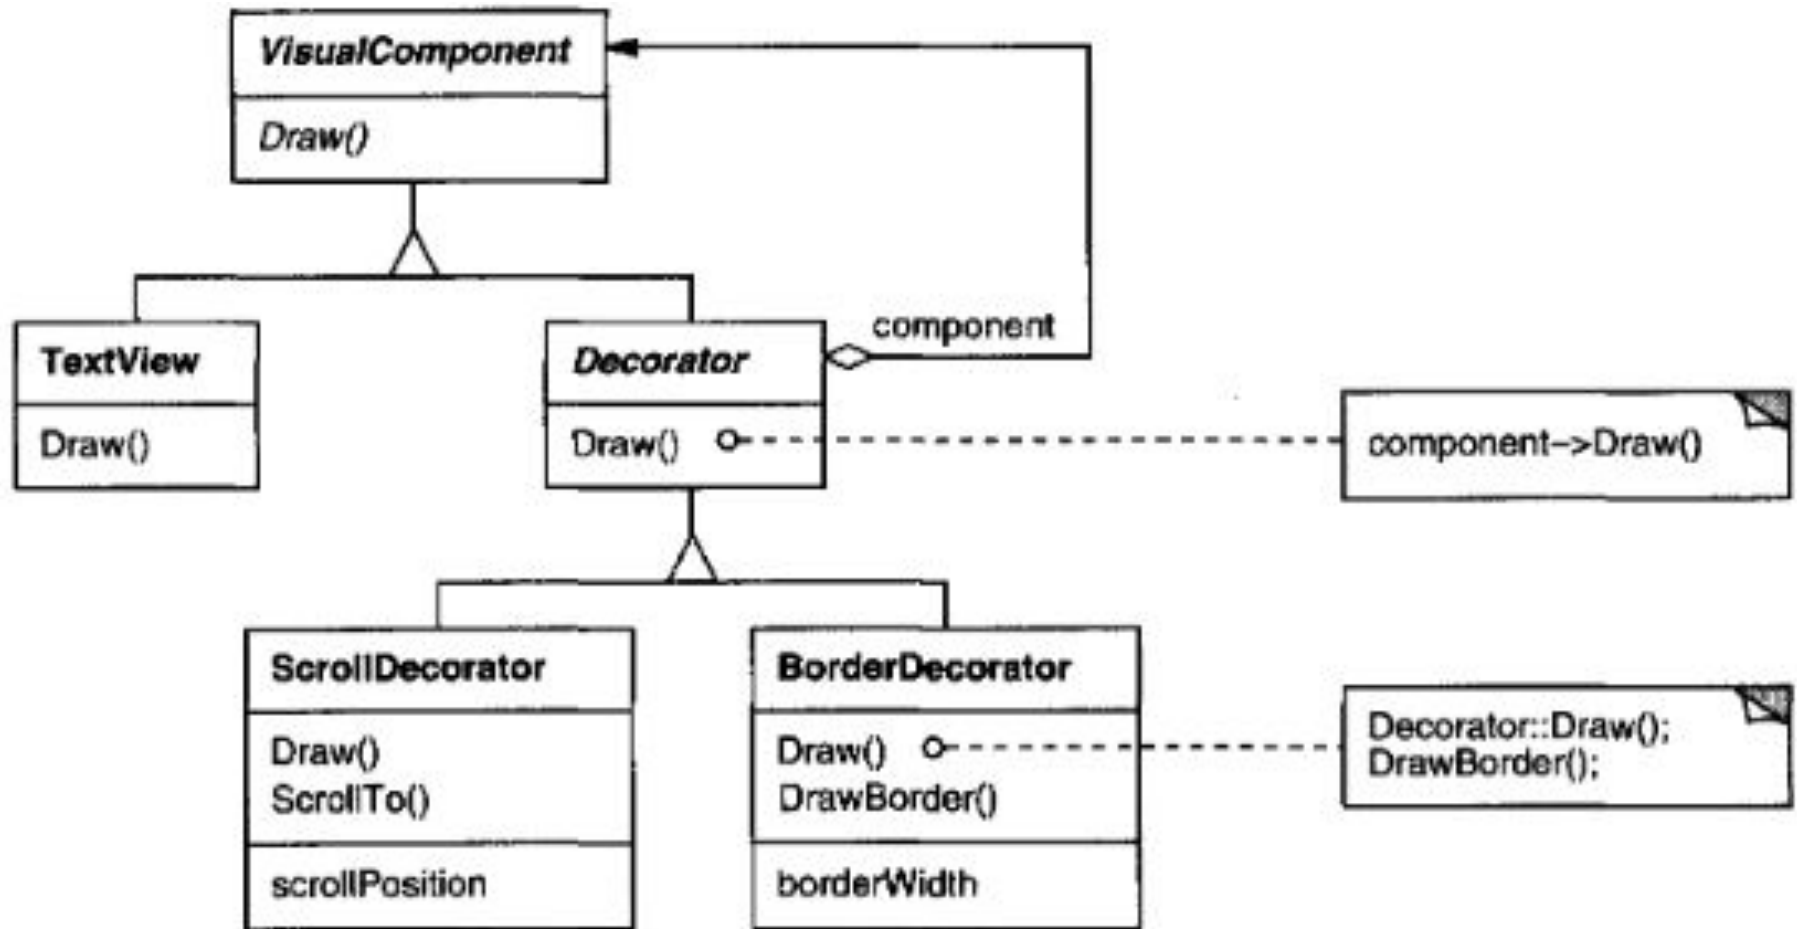 VisualComponent
Draw()
TextView
Draw()
Decorator
Draw()
component
component->Draw()
ScrollDecorator
Draw()
ScrollTo()
scrollPosition
BorderDecorator
Draw()
DrawBorder()
borderWidth
Decorator::Draw();
DrawBorder();